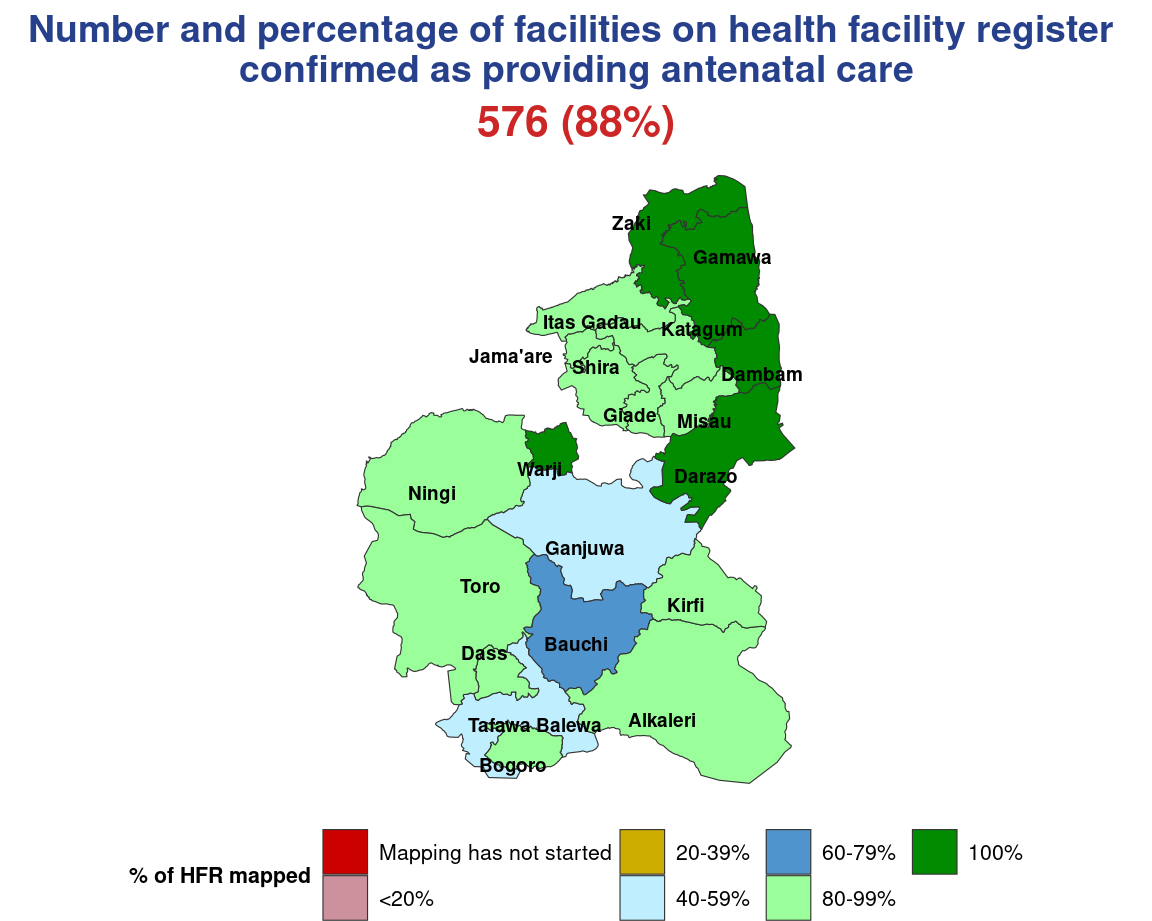 Number and percentage of facilities on health facility register
confirmed as providing antenatal care
576 (88%)
Zaki
Gamawa
Itas Gadau
Katagum
Jama'are
Shira
Dambam
Giade
Misau
Warji
Darazo
Ningi
Ganjuwa
Toro
Kirfi
Bauchi
Dass
Alkaleri
Tafawa Balewa
Bogoro
% of HFR mapped
Mapping has not started
<20%
20-39%
40-59%
60-79%
80-99%
100%